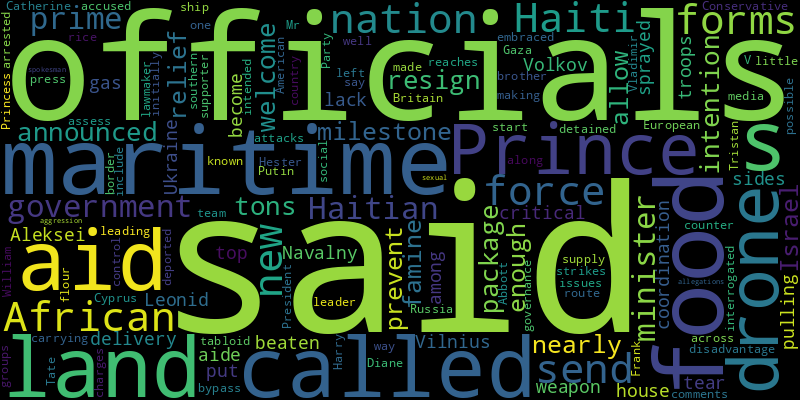 Catherine accused ship Mr nation Haiti forms Conservative
prime one
officials
Princess arrested rice spokesman press gas lawmaker initially relief southern supporter become welcome American intended country Party well say left embraced brother making reaches resign Gaza Volkov Britain made lack allow Vladimir sprayed troops intention V little media possible
assess announced known border include Ukraine attacks milestone start detained European Tristan s
maritime Hester Putin social sexual Prince along
government team tons Haitian force critical sides
Aleksei aggression leading William control deported top new Navalny prevent famine among package enough minister coordination counter Israel
aid said food drone
flour Cyprus Leonid President leader Russia Abbott governance supply strikes issues route allegations interrogated pulling
African
carrying delivery tabloid beaten Harry way Vilnius nearly Frank across disadvantage
groups Tate charges aide put bypass Diane send weapon house tear comments
land called